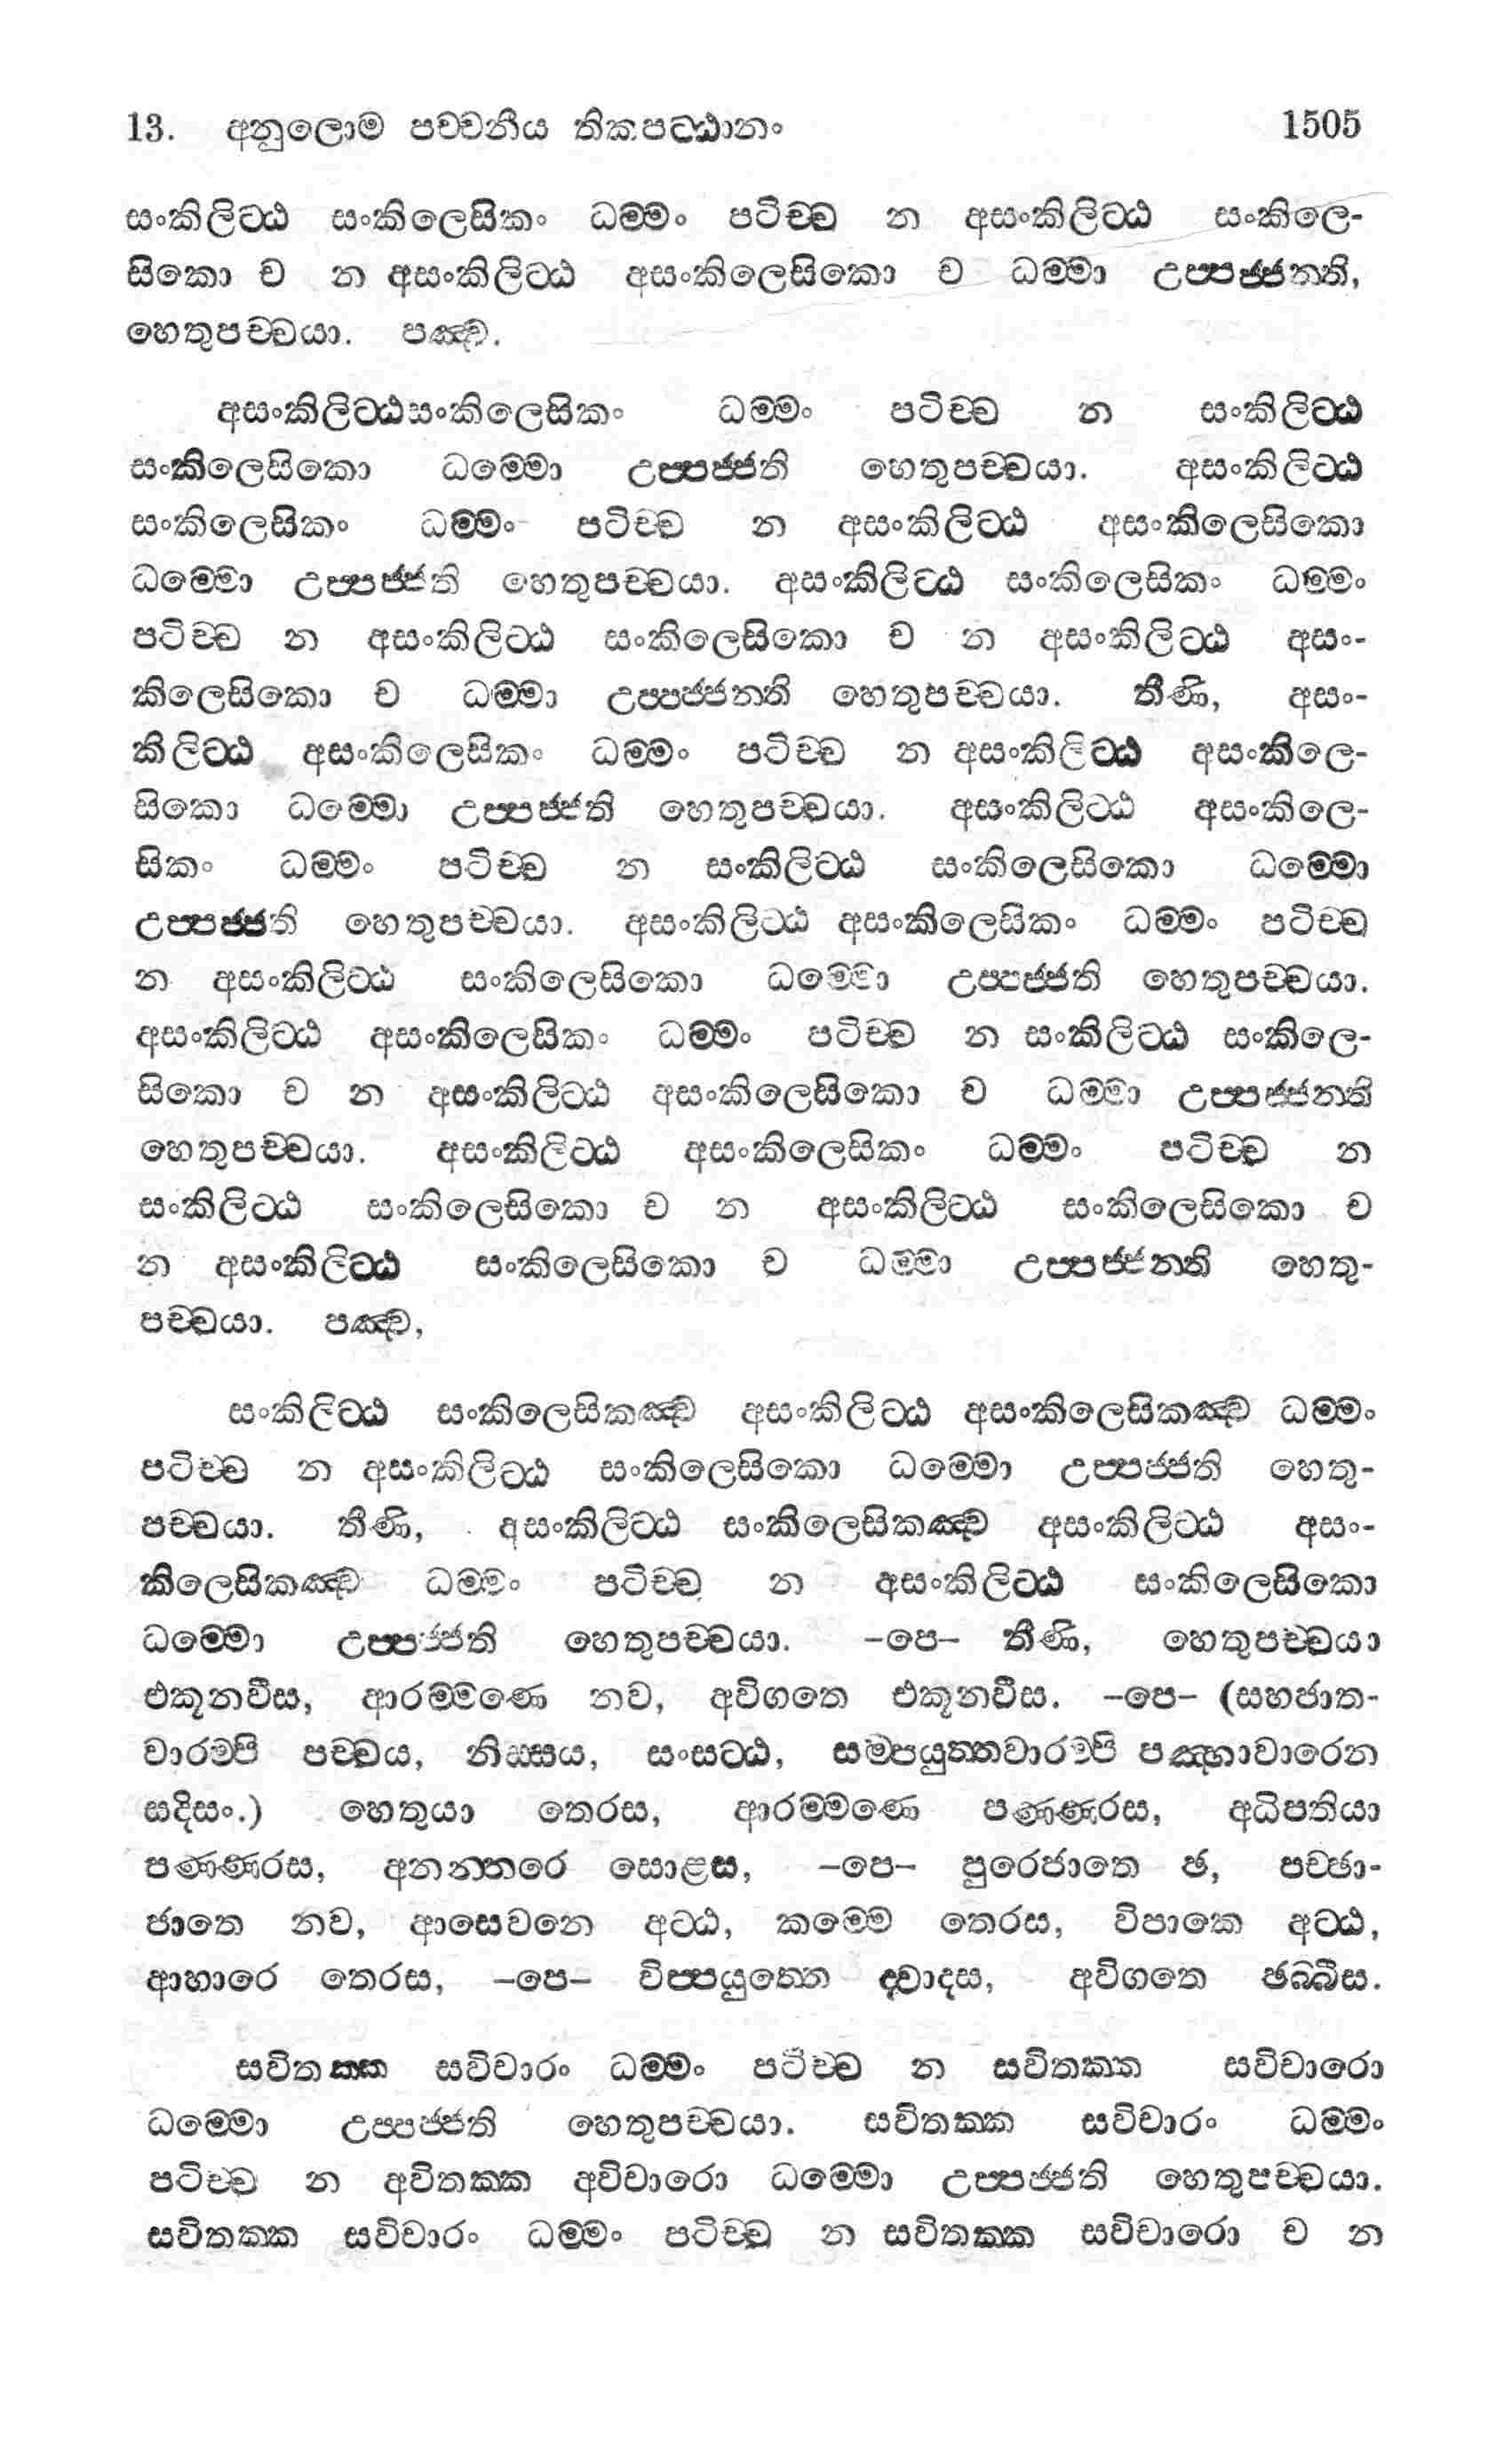 13. අනුලොම පච්චනීය තිකපට්ඨානං 1505
සංකිලිට්ඨ සංකිලෙසිකං ධම්මං පටිච්ච න අසංකිලිට්ඨ සංකිලෙ-
සිකො ච න අසංකිලිට්ඨ අසංකිලෙසිකො ච ධම්මා උප්පජ්ජන්ති,
හෙතුපච්චයා. පඤ්ච.
අසංකිලිට්ඨසංකිලෙසිකං ධම්මං පටිච්ච න සංකිලිට්ඨ
සංකිලෙසිකො ධම්මො උප්පජ්ජති හෙතුපච්චයා. අසංකිලිට්ඨ
සංකිලෙසිකං ධම්මං පටිච්ච න අසංකිලිට්ඨ අසංකිලෙසිකො
ධම්මො උප්පජ්ජති හෙතුපච්චයා. අසංකිලිට්ඨ සංකිලෙසිකං ධම්මං
පටිච්ච න අසංකිලිට්ඨ සංකිලෙසිකො ච න අසංකිලිට්ඨ අසං-
කිලෙසිකො ච ධම්මා උප්පජ්ජන්ති හෙතුපච්චයා. තීණි, අසං-
කිලිට්ඨ අසංකිලෙසිකං ධම්මං පටිච්ච න අසංකිලිට්ඨ අසංකිලෙ-
සිකො ධම්මො උප්පජ්ජති හෙතුපච්චයා. අසංකිලිට්ඨ අසංකිලෙ-
සිකං ධම්මං පටිච්ච න සංකිලිට්ඨ සංකිලෙසිකො ධම්මො
උප්පජ්ජති හෙතුපච්චයා. අසංකිලිට්ඨ අසංකිලෙසිකං ධම්මං පටිච්ච
න අසංකිලිට්ඨ සංකිලෙසිකො ධම්මො උප්පජ්ජති හෙතුපච්චයා.
අසංකිලිට්ඨ අසංකිලෙසිකං ධම්මං පටිච්ච න සංකිලිට්ඨ සංකිලෙ-
සිකො ච න අසංකිලිට්ඨ අසංකිලෙසිකො ච ධම්මා උප්පජ්ජන්ති
හෙතුපච්චයා. අසංකිලිට්ඨ අසංකිලෙසිකං ධම්මං පටිච්ච න
සංකිලිට්ඨ සංකිලෙසිකො ච න අසංකිලිට්ඨ සංකිලෙසිකො ච
න අසංකිලිට්ඨ සංකිලෙසිකො ච ධම්මා උප්පජ්ජන්ති හෙතු-
පච්චයා. පඤ්ච,
සංකිලිට්ඨ සංකිලෙසිකඤ්ච අසංකිලිට්ඨ අසංකිලෙසිකඤ්ච ධම්මං
පටිච්ච න අසංකිලිට්ඨ සංකිලෙසිකො ධම්මො උප්පජ්ජති හෙතු-
පච්චයා. තීණි, අසංකිලිට්ඨ සංකිලෙසිකඤ්ච අසංකිලිට්ඨ අසං-
කිලෙසිකඤ්ච ධම්මං පටිච්ච න අසංකිලිට්ඨ සංකිලෙසිකො
ධම්මො උප්පජ්ජති හෙතුපච්චයා. –පෙ– තීණි, හෙතුපච්චයා
එකූනවීස, ආරම්මණෙ නව, අවිගතෙ එකූනවීස. –පෙ– (සහජාත-
වාරම්පි පච්චය, නිස්සය, සංසට්ඨ, සම්පයුත්තවාරම්පි පඤ්හාවාරෙන
සදිසං.) හෙතුයා තෙරස, ආරම්මණෙ පණ්ණරස, අධිපතියා
පණ්ණරස, අනන්තරෙ සොළස, –පෙ– පුරෙජාතෙ ඡ, පච්ඡා-
ජාතෙ නව, ආසෙවනෙ අට්ඨ, කම්මෙ තෙරස, විපාකෙ අට්ඨ,
ආහාරෙ තෙරස, –පෙ– විප්පයුත්තෙ ද්වාදස, අවිගතෙ ඡබ්බීස.
සවිතක්ක සවිචාරං ධම්මං පටිච්ච න සවිතක්ක සවිචාරො
ධම්මො උප්පජ්ජති හෙතුපච්චයා. සවිතක්ක සවිචාරං ධම්මං
පටිච්ච න අවිතක්ක අවිචාරො ධම්මො උප්පජ්ජති හෙතුපච්චයා.
සවිතක්ක සවිචාරං ධම්මං පටිච්ච න සවිතක්ක සවිචාරො ච න